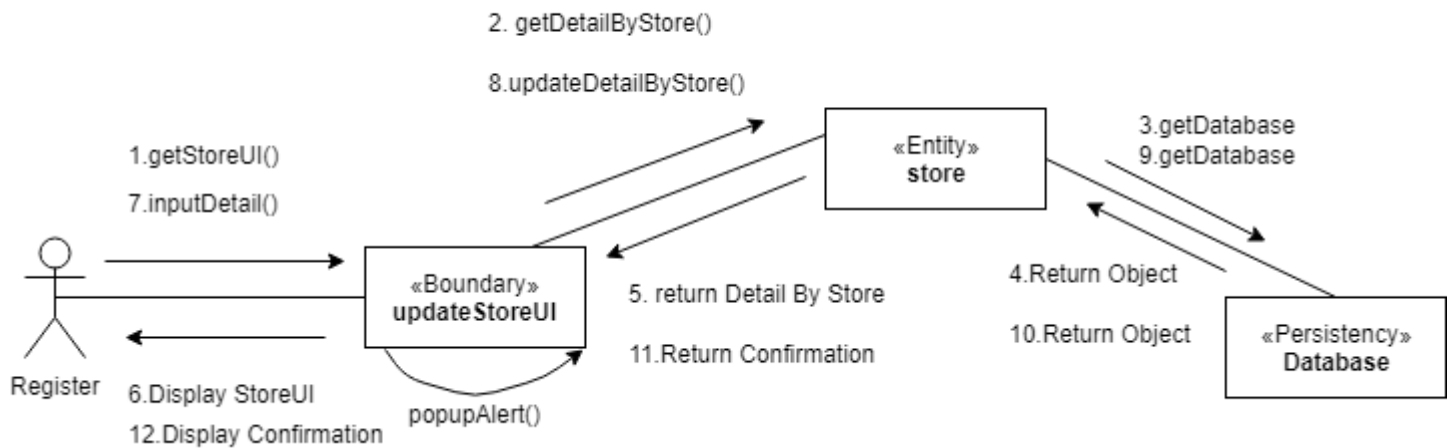 2. getDetailByStore()
8.updateDetailByStore()
1.getStoreUI()
7.inputDetail()
«Entity»
store
3.getDatabase
9.getDatabase
«Boundary»
updateStoreUI
5. return Detail By Store
11.Return Confirmation
4.Return Object
10.Return Object
«Persistency»
Database
Register
6.Display StoreUI
12.Display Confirmation
popupAlert()